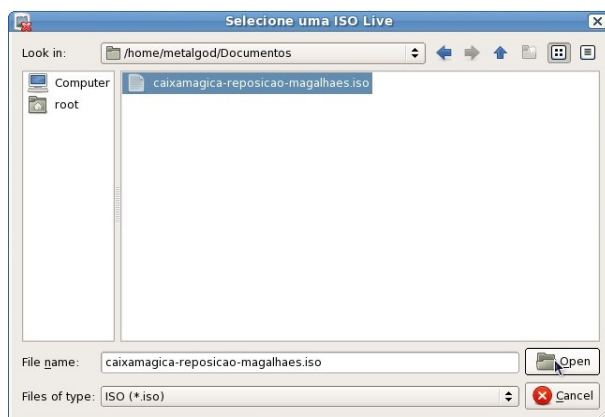 Selecione uma ISO Live
Look in: /home/metalgod/Documentos
Computer
root
caixamagica-reposicao-magalhaes.iso
File name: caixamagica-reposicao-magalhaes.iso Open
Files of type: ISO (*.iso) Cancel